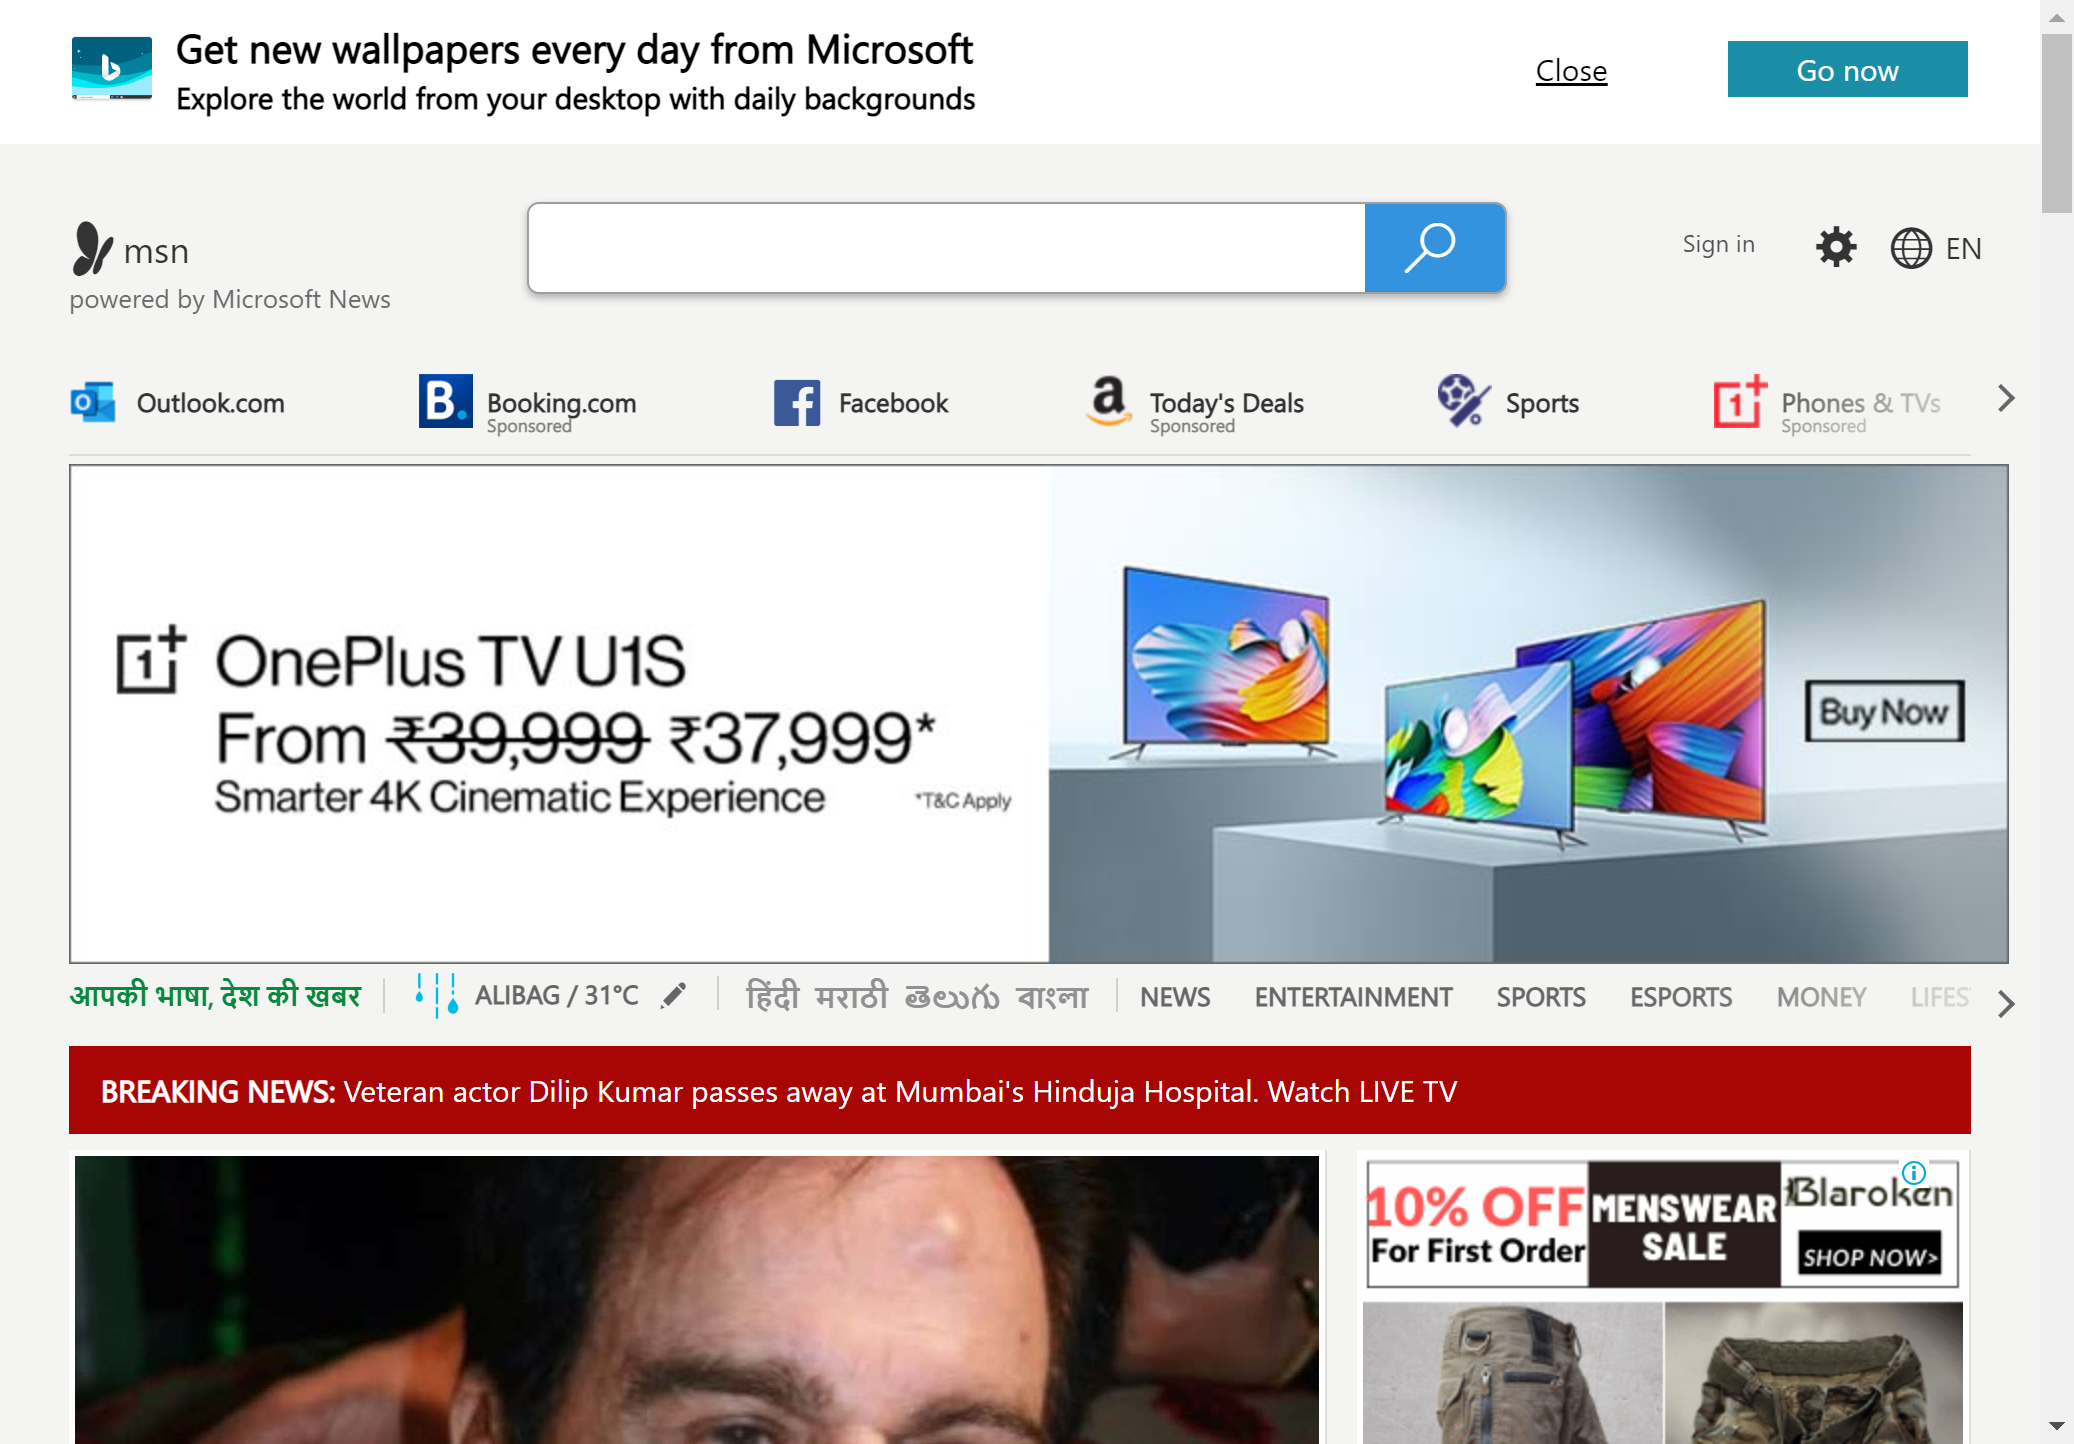 Get new wallpapers every day from Microsoft
Explore the world from your desktop with daily backgrounds
Close
Go now
msn
powered by Microsoft News
Sign in
EN
Outlook.com
Booking.com
Sponsored
Facebook
Today's Deals
Sponsored
Sports
Phones & TVs
Sponsored
OnePlus TV U1S
From ₹39,999 ₹37,999*
Smarter 4K Cinematic Experience
*T&C Apply
Buy Now
आपकी भाषा, देश की खबर
ALIBAG / 31°C
हिंदी मराठी తెలుగు বাংলা
NEWS ENTERTAINMENT SPORTS ESPORTS MONEY LIFES
BREAKING NEWS: Veteran actor Dilip Kumar passes away at Mumbai's Hinduja Hospital. Watch LIVE TV
10% OFF
For First Order
MENSWEAR
SALE
Blaroken
SHOP NOW>